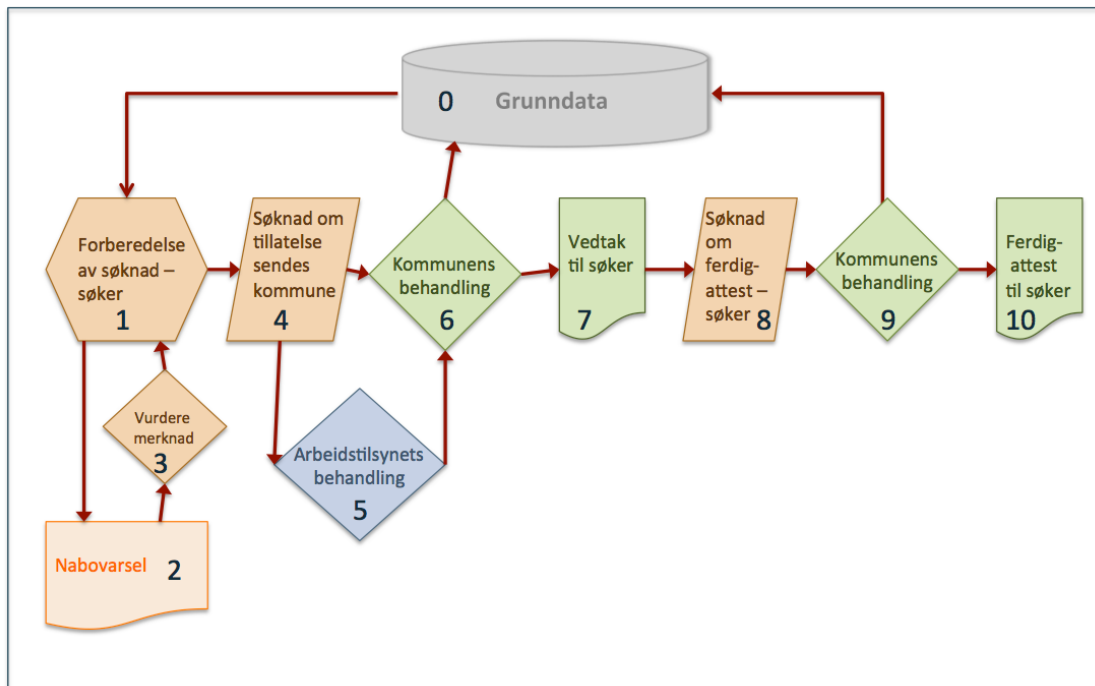 0 Grunndata
Forberedelse
av søknad –
søker
1
Søknad om
tillatelse
sendes
kommune
4
Kommunens
behandling
6
Vedtak
til søker
7
Søknad
om
ferdig-
attest –
søker 8
Kommunens
behandling
9
Ferdig-
attest
til søker
10
Vurdere
merknad
3
Arbeidstilsynets
behandling
5
Nabovarsel 2